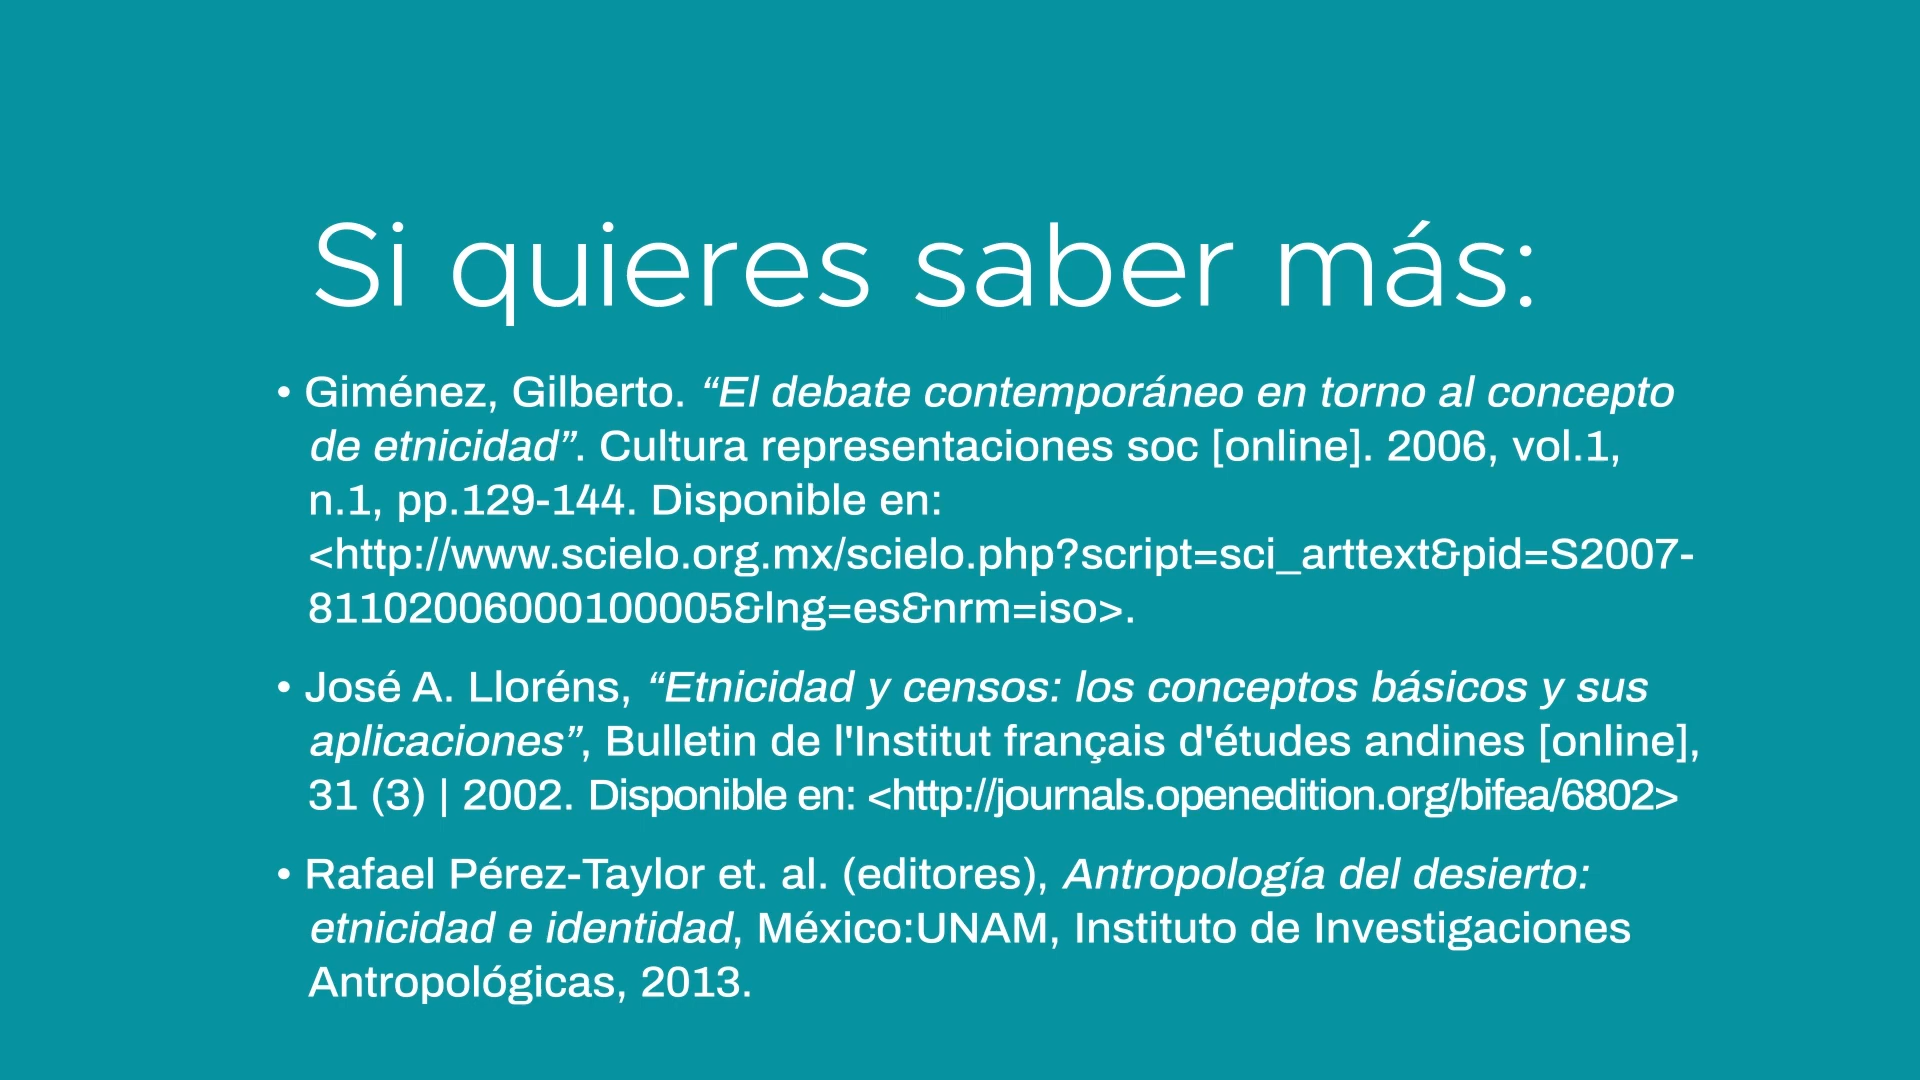 Si quieres saber más:
• Giménez, Gilberto. “El debate contemporáneo en torno al concepto
de etnicidad”. Cultura representaciones soc [online]. 2006, vol.1,
n.1, pp.129-144. Disponible en:
<http://www.scielo.org.mx/scielo.php?script=sci_arttext&pid=S2007-
81102006000100005&lng=es&nrm=iso>.
• José A. Lloréns, “Etnicidad y censos: los conceptos básicos y sus
aplicaciones”, Bulletin de l'Institut français d'études andines [online],
31 (3) | 2002. Disponible en: <http://journals.openedition.org/bifea/6802>
• Rafael Pérez-Taylor et. al. (editores), Antropología del desierto:
etnicidad e identidad, México:UNAM, Instituto de Investigaciones
Antropológicas, 2013.